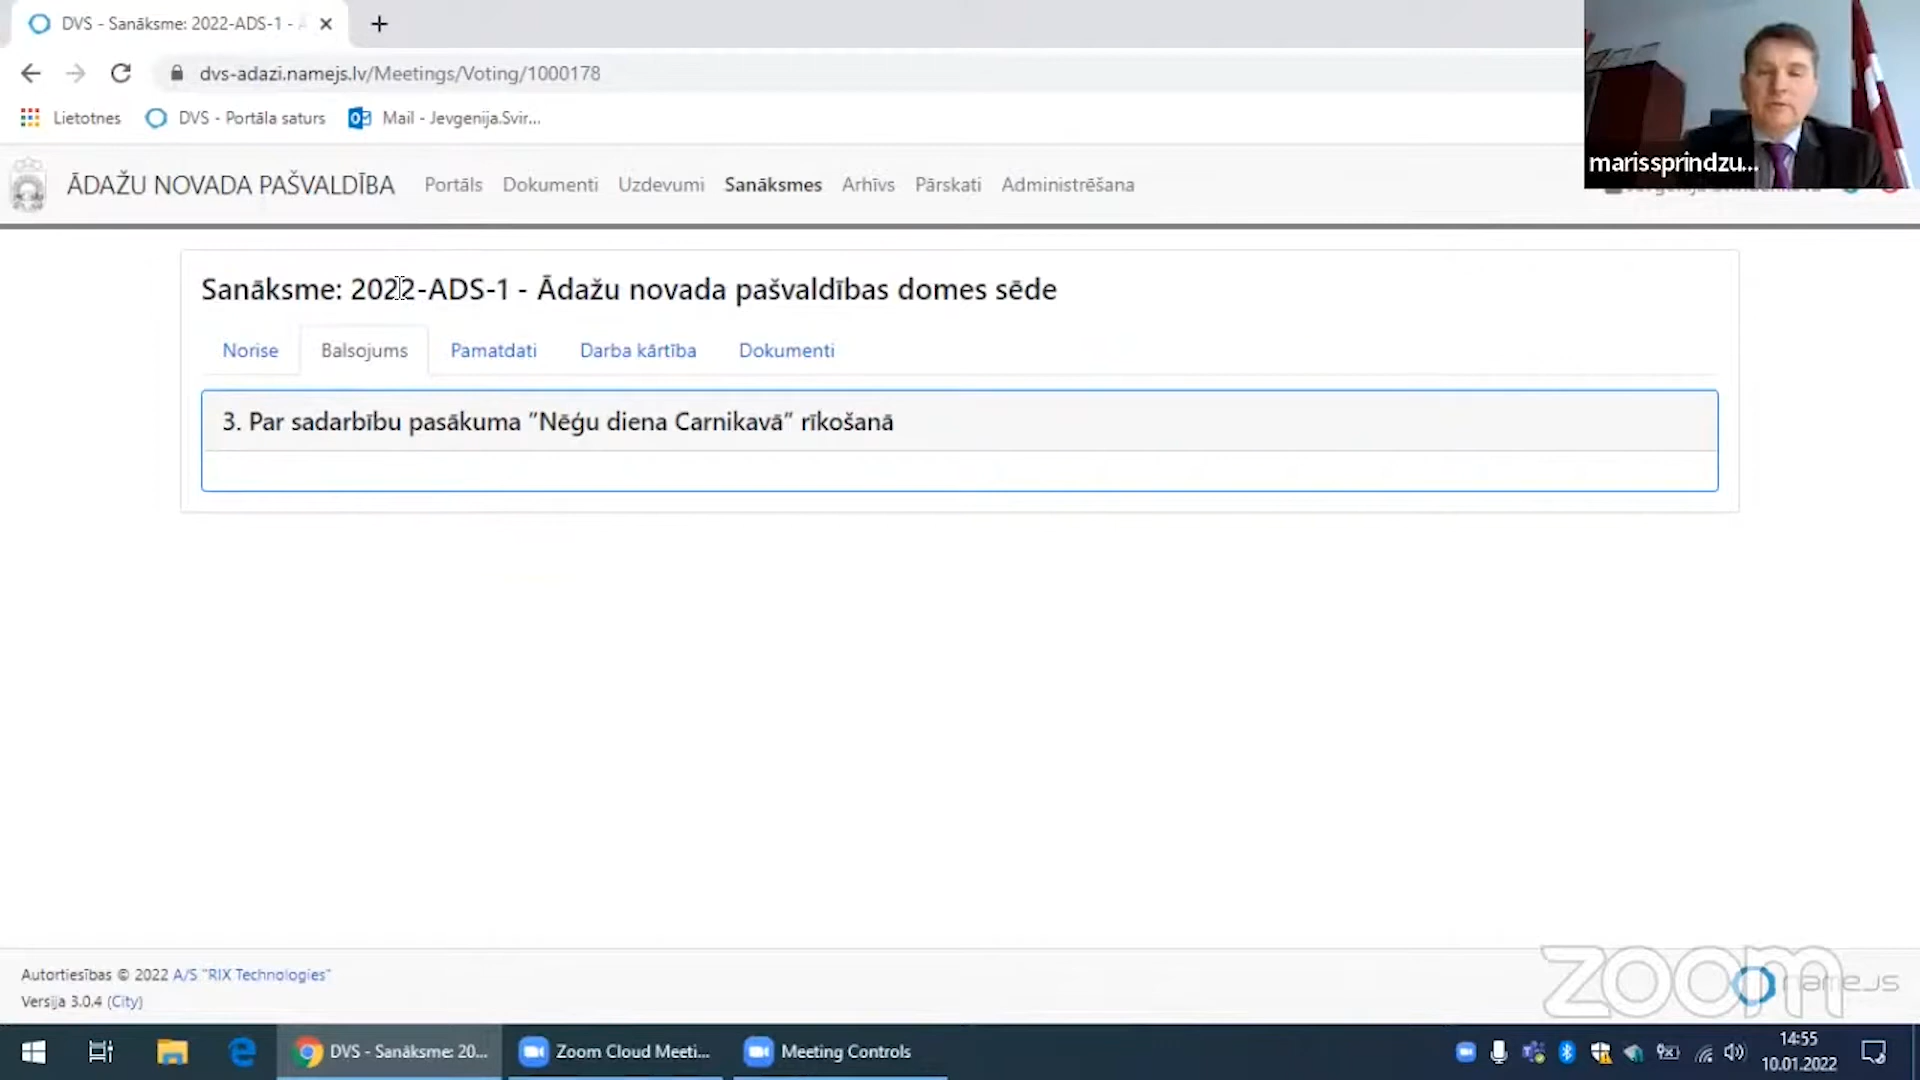 DVS - Sanāksme: 2022-ADS-1 -
dvs-adazi.namejs.lv/Meetings/Voting/1000178
Lietotnes DVS - Portāla saturs Mail - Jevgenija.Svir...
marissprindzu...
ĀDAŽU NOVADA PAŠVALDĪBA Portāls Dokumenti Uzdevumi Sanāksmes Arhīvs Pārskati Administrēšana
Sanāksme: 2022-ADS-1 - Ādažu novada pašvaldības domes sēde
Norise Balsojums Pamatdati Darba kārtība Dokumenti
3. Par sadarbību pasākuma ”Nēģu diena Carnikavā” rīkošanā
Autortiesības © 2022 A/S "RIX Technologies"
Versija 3.0.4 (City)
zoom
namejs
DVS - Sanāksme: 20... Zoom Cloud Meeti... Meeting Controls
14:55
10.01.2022